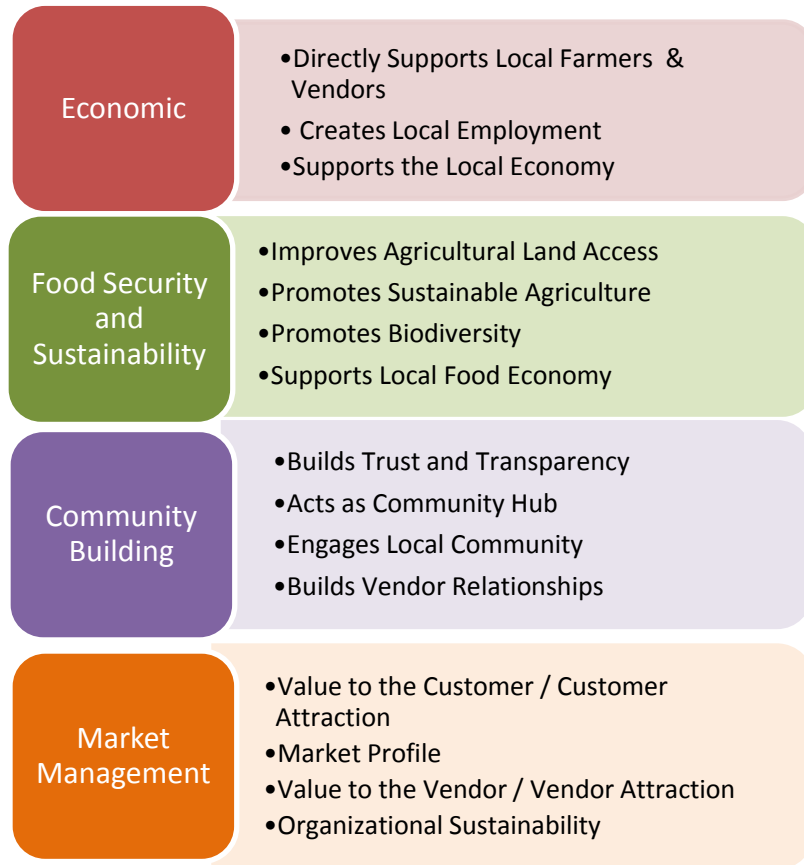 Economic
•Directly Supports Local Farmers &
Vendors
• Creates Local Employment
•Supports the Local Economy
Food Security
and
Sustainability
•Improves Agricultural Land Access
•Promotes Sustainable Agriculture
•Promotes Biodiversity
•Supports Local Food Economy
Community
Building
•Builds Trust and Transparency
•Acts as Community Hub
•Engages Local Community
•Builds Vendor Relationships
Market
Management
•Value to the Customer / Customer
Attraction
•Market Profile
•Value to the Vendor / Vendor Attraction
•Organizational Sustainability